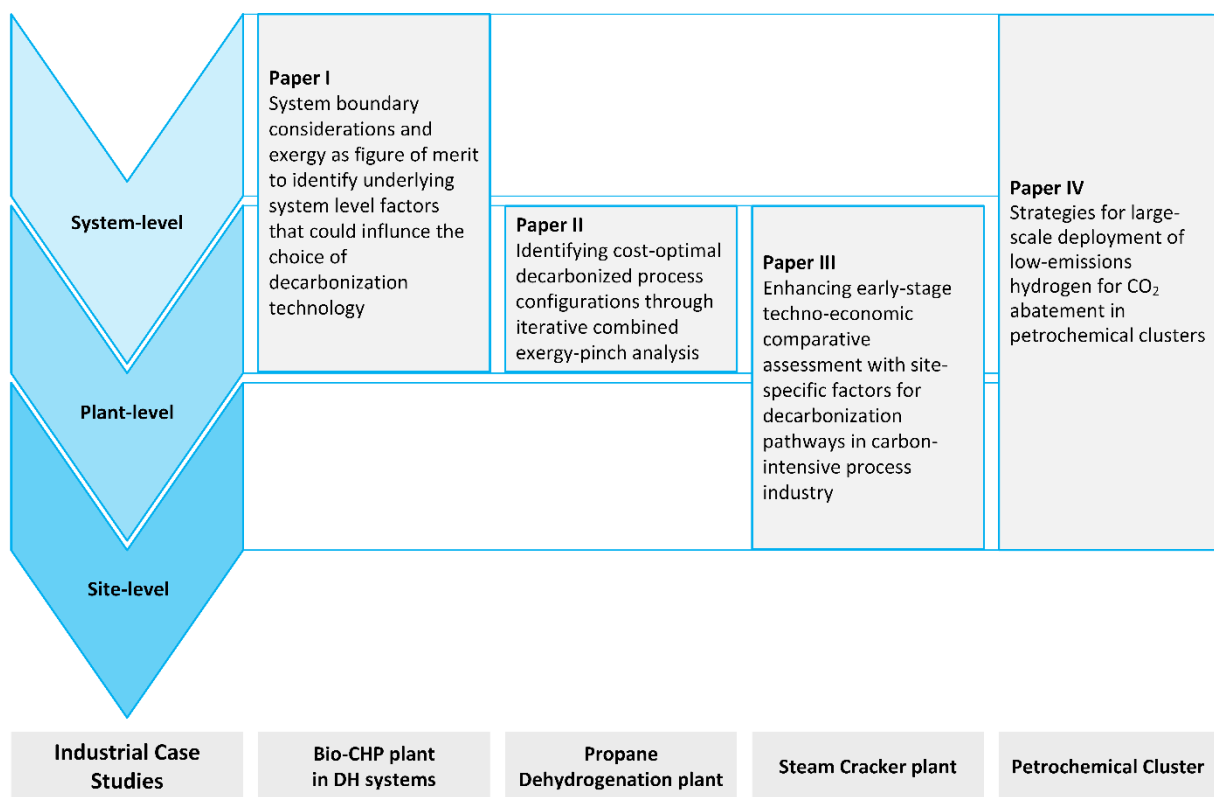 System-level
Plant-level
Site-level
Paper I
System boundary
considerations and
exergy as figure of merit
to identify underlying
system level factors
that could influnce the
choice of
decarbonization
technology
Paper II
Identifying cost-optimal
decarbonized process
configurations through
iterative combined
exergy-pinch analysis
Paper III
Enhancing early-stage
techno-economic
comparative
assessment with site-
specific factors for
decarbonization
pathways in carbon-
intensive process
industry
Paper IV
Strategies for large-
scale deployment of
low-emissions
hydrogen for CO₂
abatement in
petrochemical clusters
Industrial Case
Studies
Bio-CHP plant
in DH systems
Propane
Dehydrogenation plant
Steam Cracker plant
Petrochemical Cluster